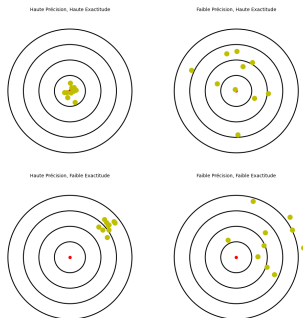 Haute Précision, Haute Exactitude
Faible Précision, Haute Exactitude
Haute Précision, Faible Exactitude
Faible Précision, Faible Exactitude